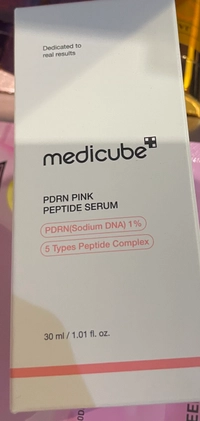 Dedicated to
real results
medicube
PDRN PINK
PEPTIDE SERUM
PDRN(Sodium DNA) 1%
5 Types Peptide Complex
30 ml / 1.01 fl. oz.